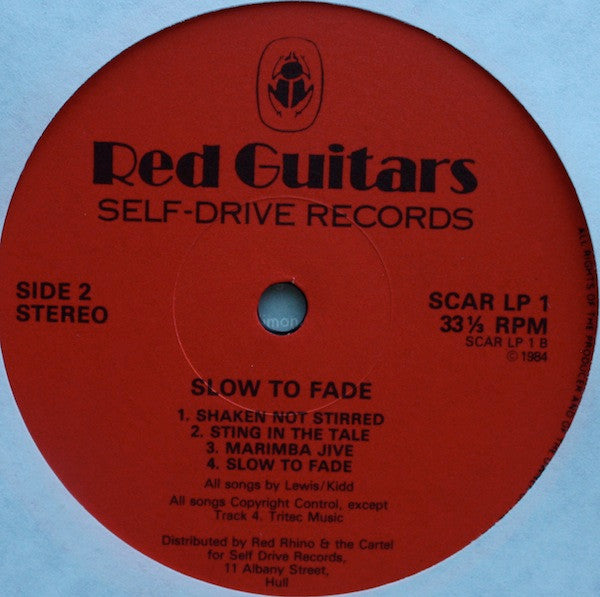 Red Guitars
SELF-DRIVE RECORDS
SIDE 2
STEREO
SCAR LP 1
33⅓ RPM
SCAR LP 1 B
© 1984
SLOW TO FADE
1. SHAKEN NOT STIRRED
2. STING IN THE TALE
3. MARIMBA JIVE
4. SLOW TO FADE
All songs by Lewis/Kidd
All songs Copyright Control, except
Track 4. Tritec Music
Distributed by Red Rhino & the Cartel
for Self Drive Records,
11 Albany Street,
Hull
ALL RIGHTS OF THE PRODUCER AND OF THE